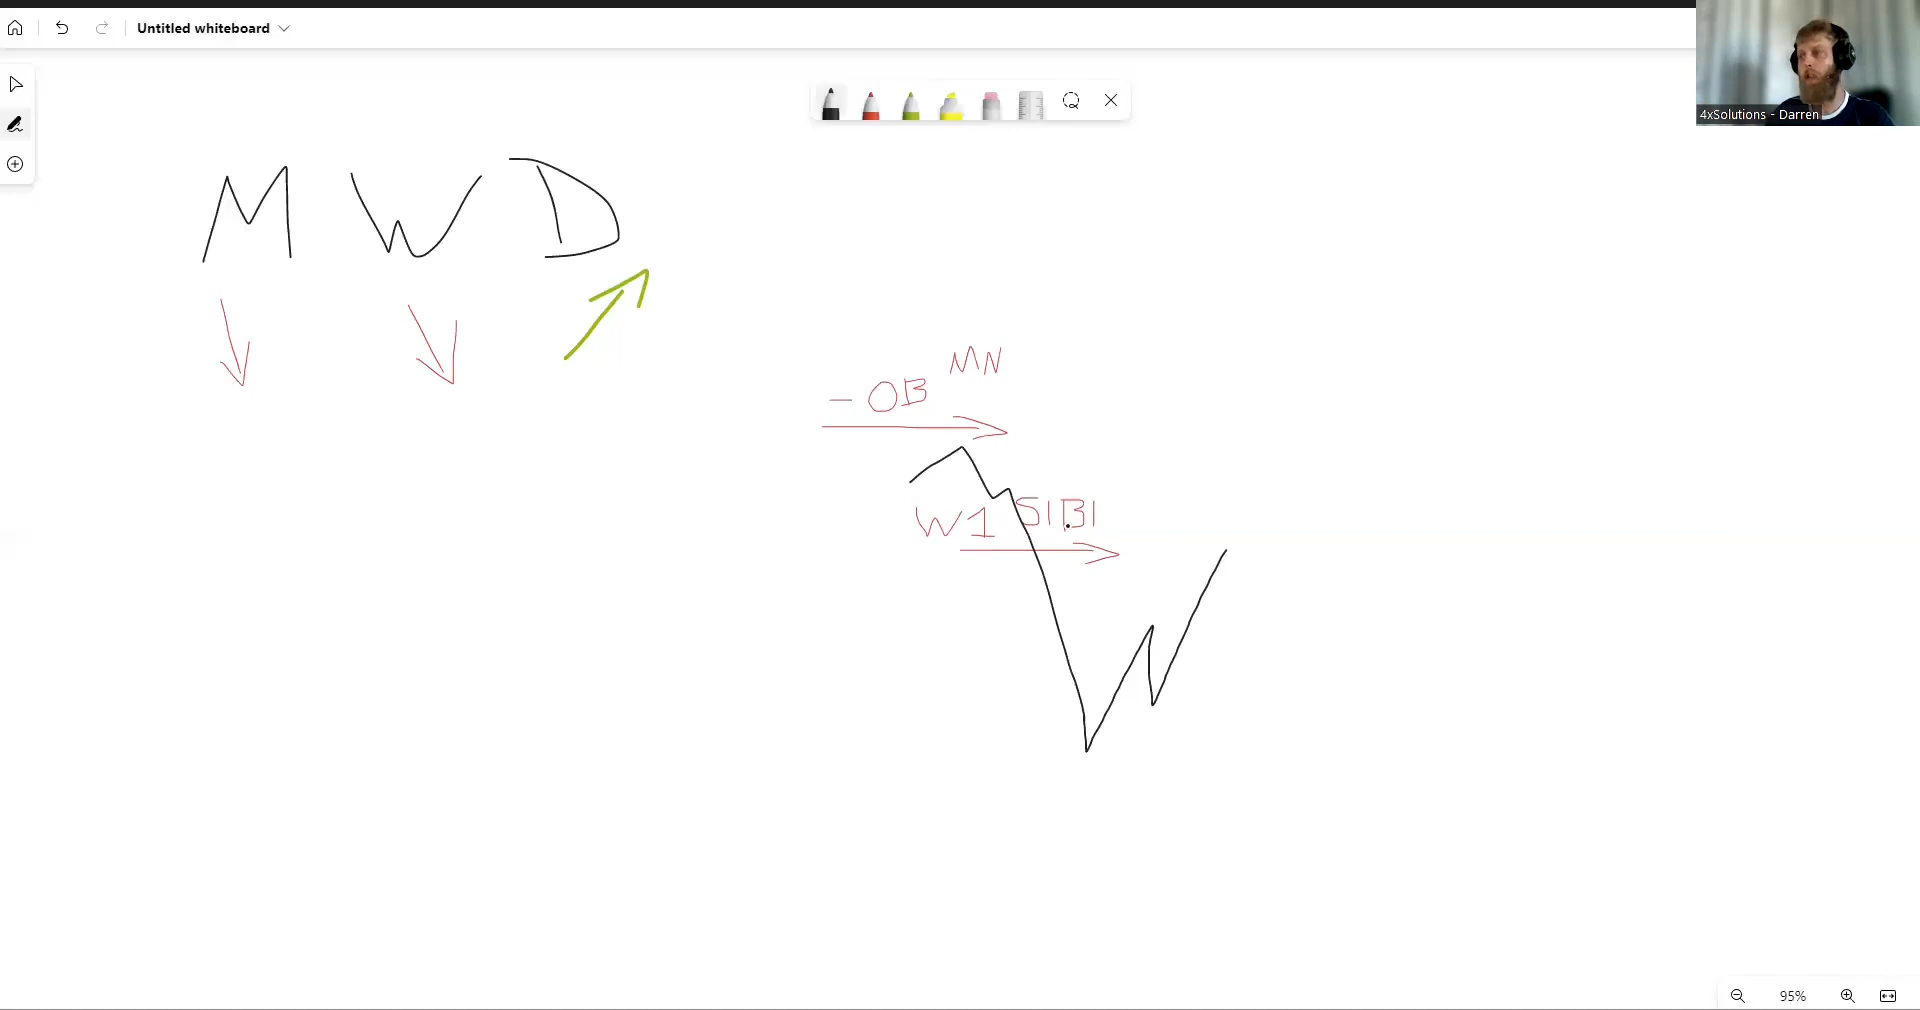 Untitled whiteboard
4xSolutions - Darren
M W D
MN
- OB
W1 SIBI
95%